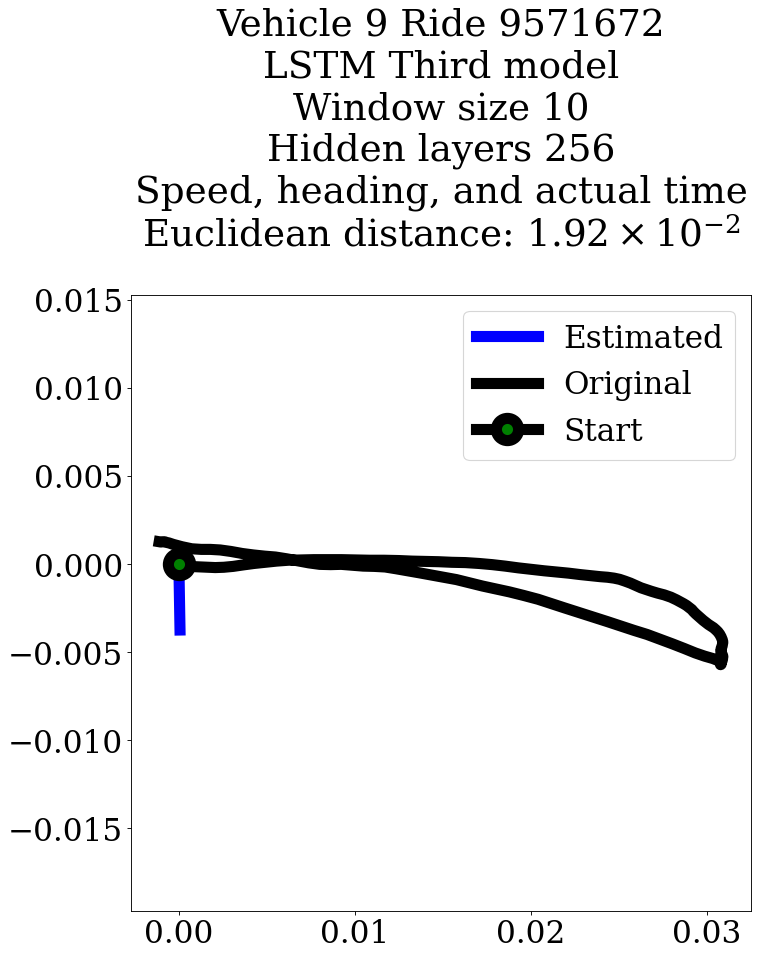 Vehicle 9 Ride 9571672
LSTM Third model
Window size 10
Hidden layers 256
Speed, heading, and actual time
Euclidean distance: 1.92 × 10⁻²
0.015
0.010
0.005
0.000
−0.005
−0.010
−0.015
Estimated
Original
Start
0.00 0.01 0.02 0.03